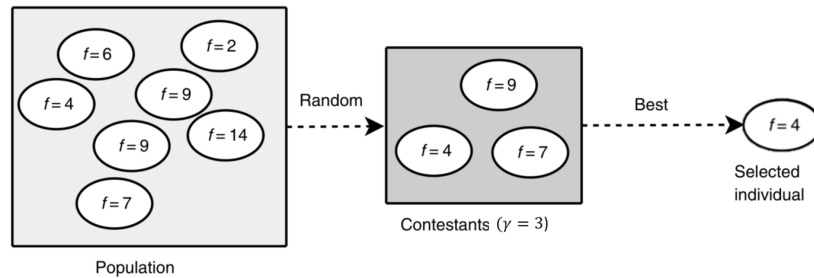 f=6
f=2
f=4
f=9
f=14
f=9
f=7
Population
Random
f=9
f=4
f=7
Contestants (γ = 3)
Best
f=4
Selected
individual